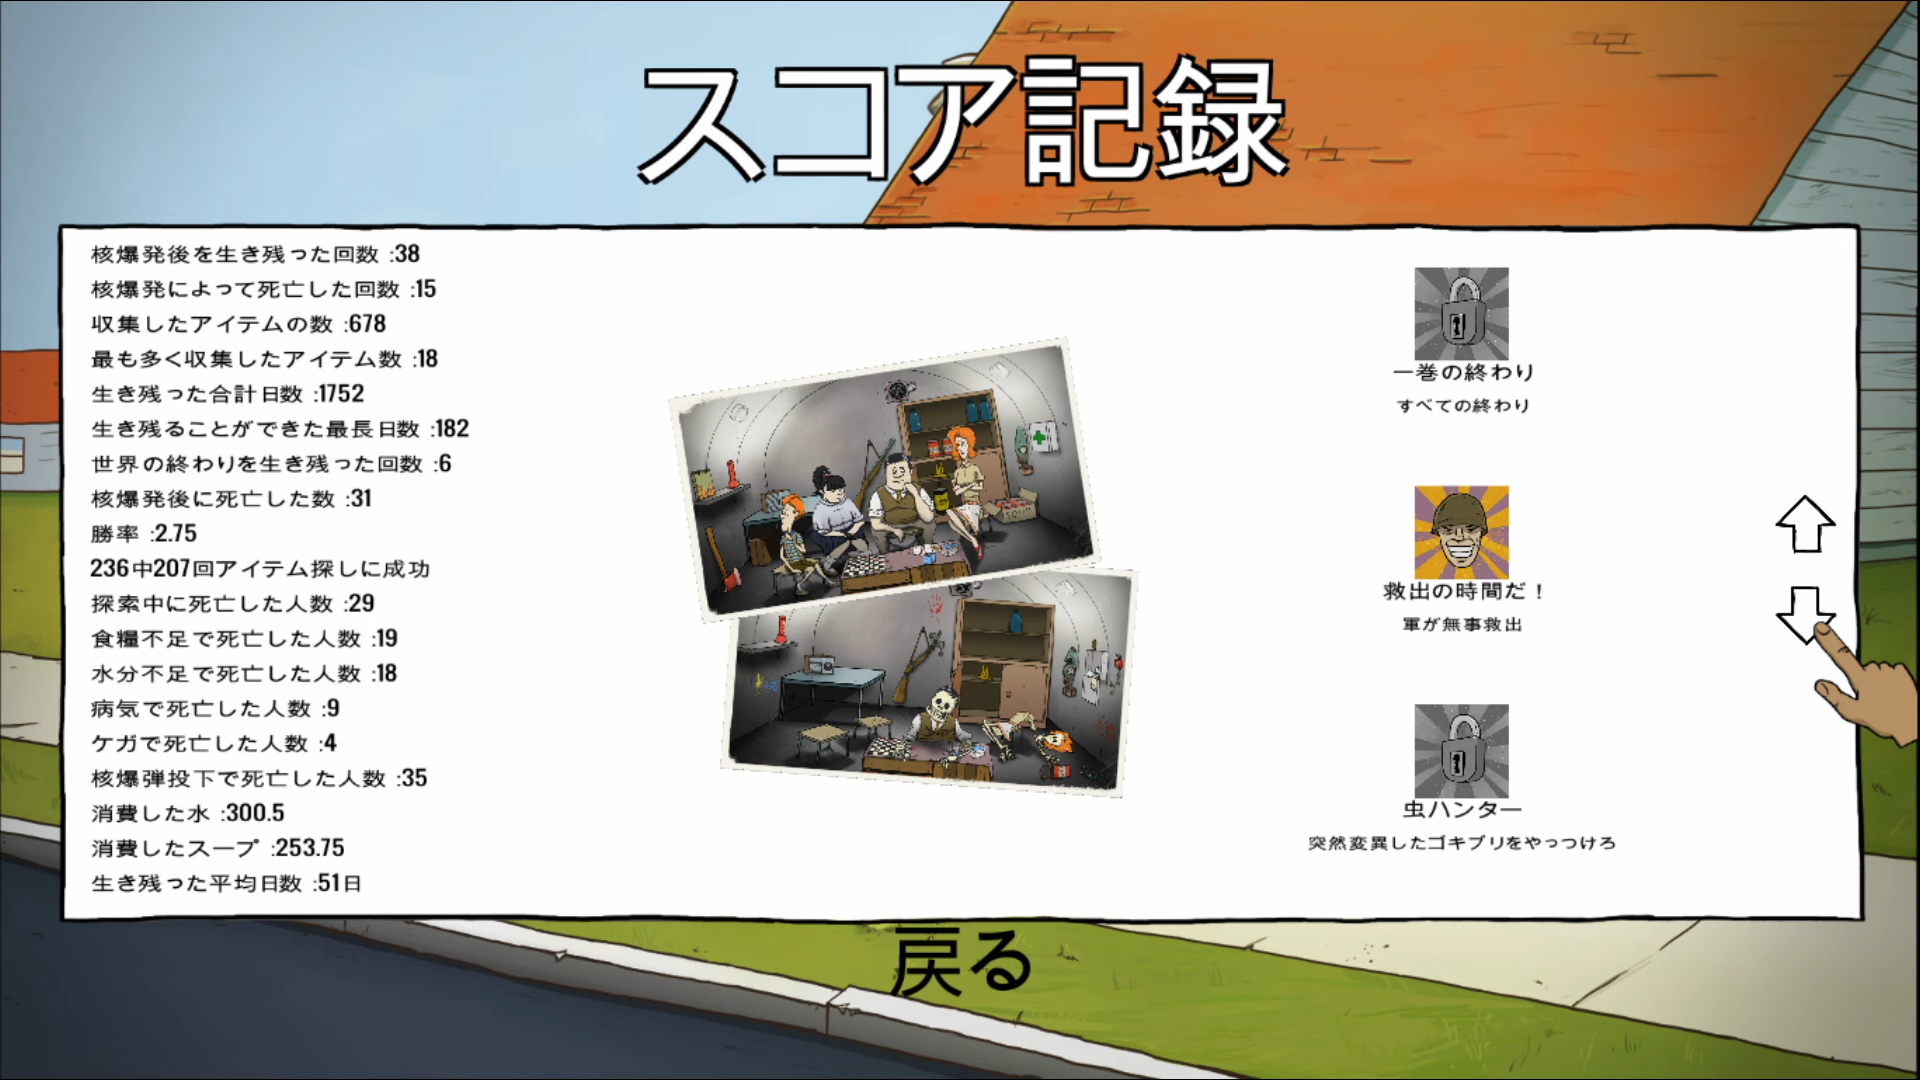 スコア記録
核爆発後を生き残った回数 :38
核爆発によって死亡した回数 :15
収集したアイテムの数 :678
最も多く収集したアイテム数 :18
生き残った合計日数 :1752
生き残ることができた最長日数 :182
世界の終わりを生き残った回数 :6
核爆発後に死亡した数 :31
勝率 :2.75
236中207回アイテム探しに成功
探索中に死亡した人数 :29
食糧不足で死亡した人数 :19
水分不足で死亡した人数 :18
病気で死亡した人数 :9
ケガで死亡した人数 :4
核爆弾投下で死亡した人数 :35
消費した水 :300.5
消費したスープ :253.75
生き残った平均日数 :51日
一巻の終わり
すべての終わり
救出の時間だ！
軍が無事救出
虫ハンター
突然変異したゴキブリをやっつけろ
戻る